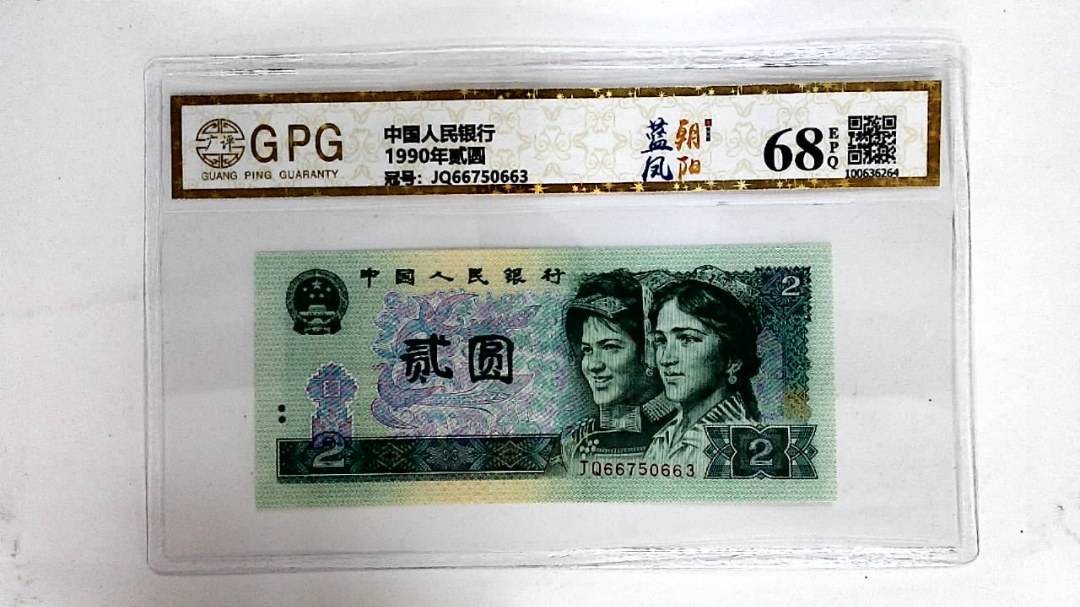 广评
GPG
GUANG PING GUARANTY
中国人民银行
1990年贰圆
冠号：JQ66750663
蓝凤
朝阳
68
EPQ
100636264
中国人民银行
2
贰圆
2
JQ66750663
2